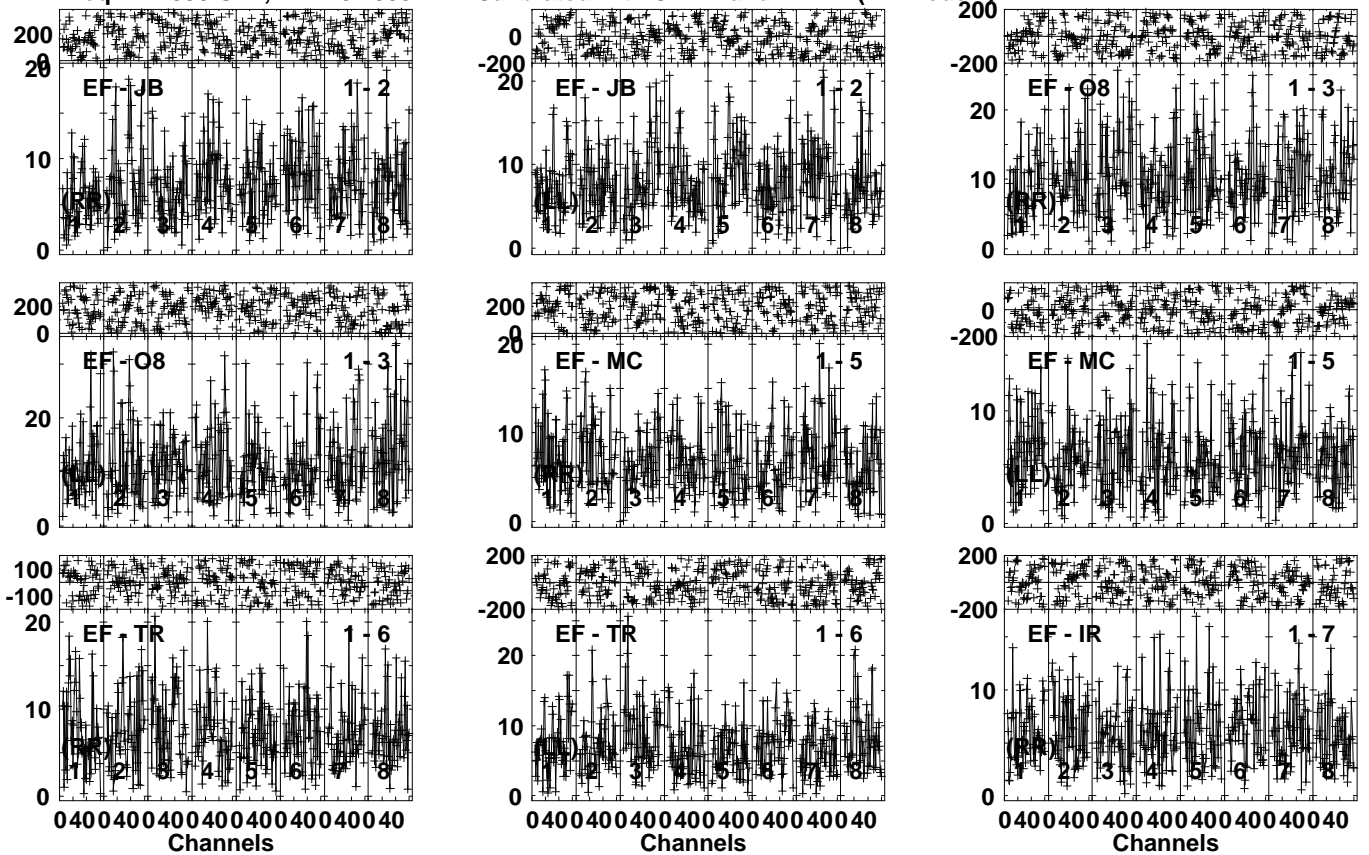 200 0 200 0 -200 200 0 -200
20 10 0 EF - JB 1 - 2 (RR) 1 2 3 4 5 6 7 8
20 10 0 EF - JB 1 - 2 (LL) 1 2 3 4 5 6 7 8
20 10 0 EF - O8 1 - 3 (RR) 1 2 3 4 5 6 7 8
200 0 200 0 0 -200
20 0 EF - O8 1 - 3 (LL) 1 2 3 4 5 6 7 8
20 10 0 EF - MC 1 - 5 (RR) 1 2 3 4 5 6 7 8
10 0 EF - MC 1 - 5 (LL) 1 2 3 4 5 6 7 8
100 -100 200 -200 200 -200
20 10 0 EF - TR 1 - 6 (RR) 1 2 3 4 5 6 7 8
20 10 0 EF - TR 1 - 6 (LL) 1 2 3 4 5 6 7 8
10 0 EF - IR 1 - 7 (RR) 1 2 3 4 5 6 7 8
0 40 0 40 0 40 0 40 0 40 0 40 0 40 0 40
0 40 0 40 0 40 0 40 0 40 0 40 0 40 0 40
0 40 0 40 0 40 0 40 0 40 0 40 0 40 0 40
Channels Channels Channels